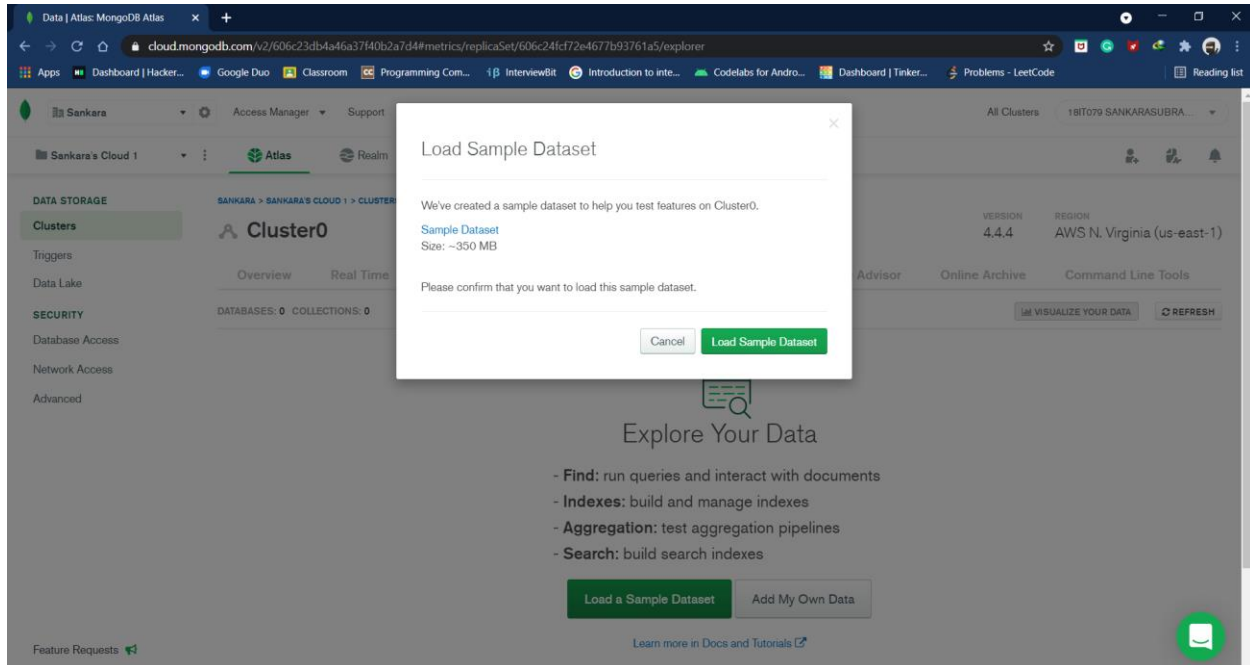 Data | Atlas: MongoDB Atlas
cloud.mongodb.com/v2/606c23db4a46a37f40b2a7d4#metrics/replicaSet/606c24fcf72e4677b93761a5/explorer
Apps Dashboard | Hacker... Google Duo Classroom Programming Com... InterviewBit Introduction to inte... Codelabs for Andro... Dashboard | Tinker... Problems - LeetCode Reading list
Sankara Access Manager Support All Clusters 18IT079 SANKARASUBRA...
Sankara's Cloud 1 Atlas Realm
Load Sample Dataset
We've created a sample dataset to help you test features on Cluster0.
Sample Dataset
Size: ~350 MB
Please confirm that you want to load this sample dataset.
Cancel Load Sample Dataset
DATA STORAGE
Clusters
Triggers
Data Lake
SECURITY
Database Access
Network Access
Advanced
SANKARA > SANKARA'S CLOUD 1 > CLUSTER
Cluster0
VERSION REGION
4.4.4 AWS N. Virginia (us-east-1)
Overview Real Time Advisor Online Archive Command Line Tools
DATABASES: 0 COLLECTIONS: 0 VISUALIZE YOUR DATA REFRESH
Explore Your Data
- Find: run queries and interact with documents
- Indexes: build and manage indexes
- Aggregation: test aggregation pipelines
- Search: build search indexes
Load a Sample Dataset Add My Own Data
Learn more in Docs and Tutorials
Feature Requests